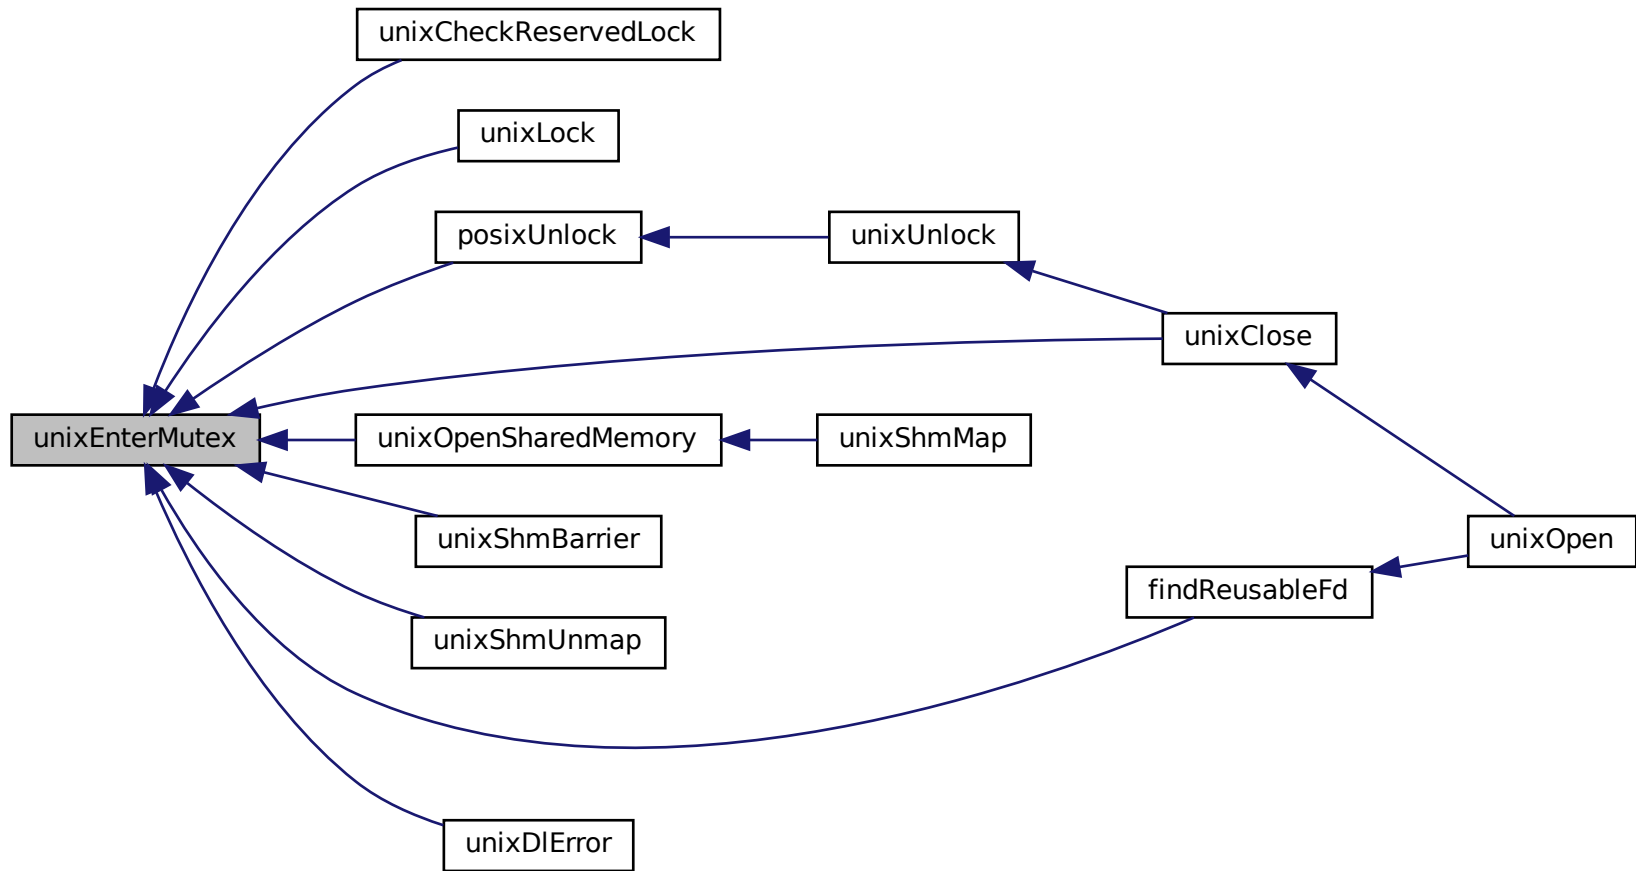 unixCheckReservedLock
unixLock
posixUnlock
unixUnlock
unixClose
unixEnterMutex
unixOpenSharedMemory
unixShmMap
unixShmBarrier
unixOpen
findReusableFd
unixShmUnmap
unixDlError